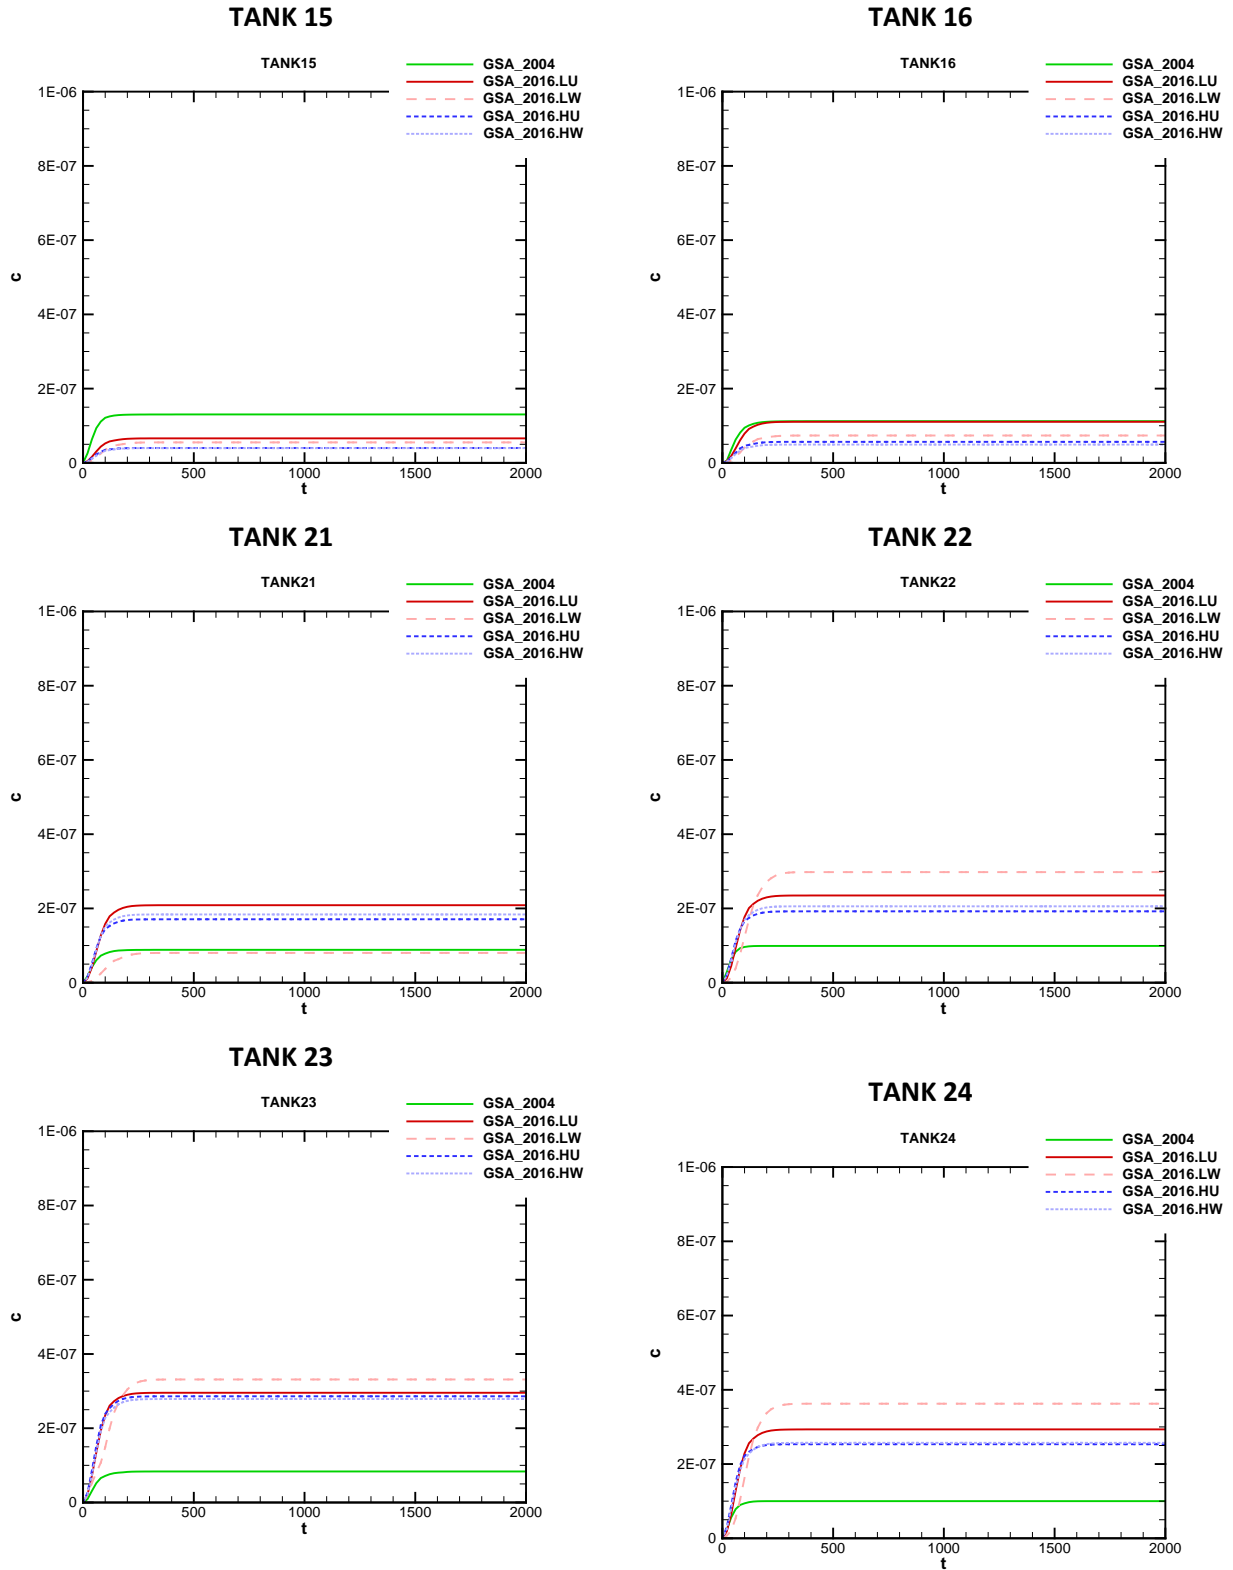 TANK 15
TANK15
GSA_2004
GSA_2016.LU
GSA_2016.LW
GSA_2016.HU
GSA_2016.HW
1E-06
8E-07
6E-07
4E-07
2E-07
0
c
0 500 1000 1500 2000
t
TANK 16
TANK16
GSA_2004
GSA_2016.LU
GSA_2016.LW
GSA_2016.HU
GSA_2016.HW
1E-06
8E-07
6E-07
4E-07
2E-07
0
c
0 500 1000 1500 2000
t
TANK 21
TANK21
GSA_2004
GSA_2016.LU
GSA_2016.LW
GSA_2016.HU
GSA_2016.HW
1E-06
8E-07
6E-07
4E-07
2E-07
0
c
0 500 1000 1500 2000
t
TANK 22
TANK22
GSA_2004
GSA_2016.LU
GSA_2016.LW
GSA_2016.HU
GSA_2016.HW
1E-06
8E-07
6E-07
4E-07
2E-07
0
c
0 500 1000 1500 2000
t
TANK 23
TANK23
GSA_2004
GSA_2016.LU
GSA_2016.LW
GSA_2016.HU
GSA_2016.HW
1E-06
8E-07
6E-07
4E-07
2E-07
0
c
0 500 1000 1500 2000
t
TANK 24
TANK24
GSA_2004
GSA_2016.LU
GSA_2016.LW
GSA_2016.HU
GSA_2016.HW
1E-06
8E-07
6E-07
4E-07
2E-07
0
c
0 500 1000 1500 2000
t